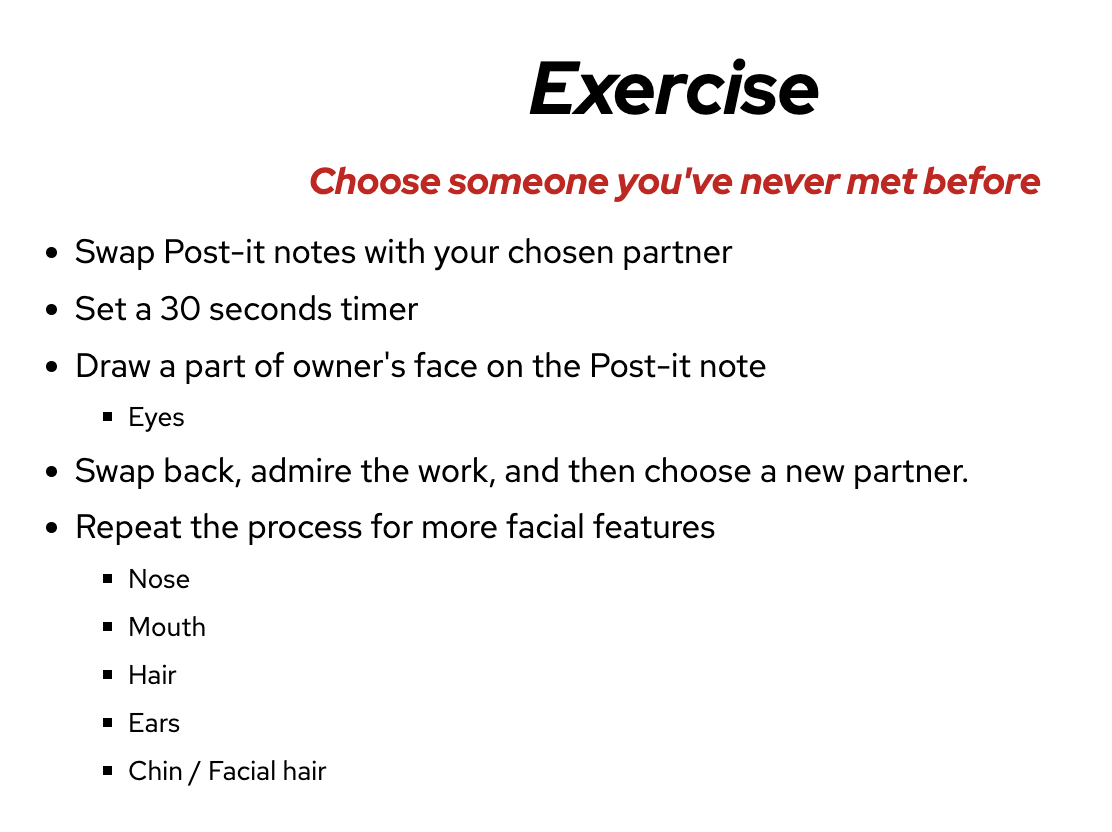 Exercise
Choose someone you've never met before
• Swap Post-it notes with your chosen partner
• Set a 30 seconds timer
• Draw a part of owner's face on the Post-it note
▪ Eyes
• Swap back, admire the work, and then choose a new partner.
• Repeat the process for more facial features
▪ Nose
▪ Mouth
▪ Hair
▪ Ears
▪ Chin / Facial hair